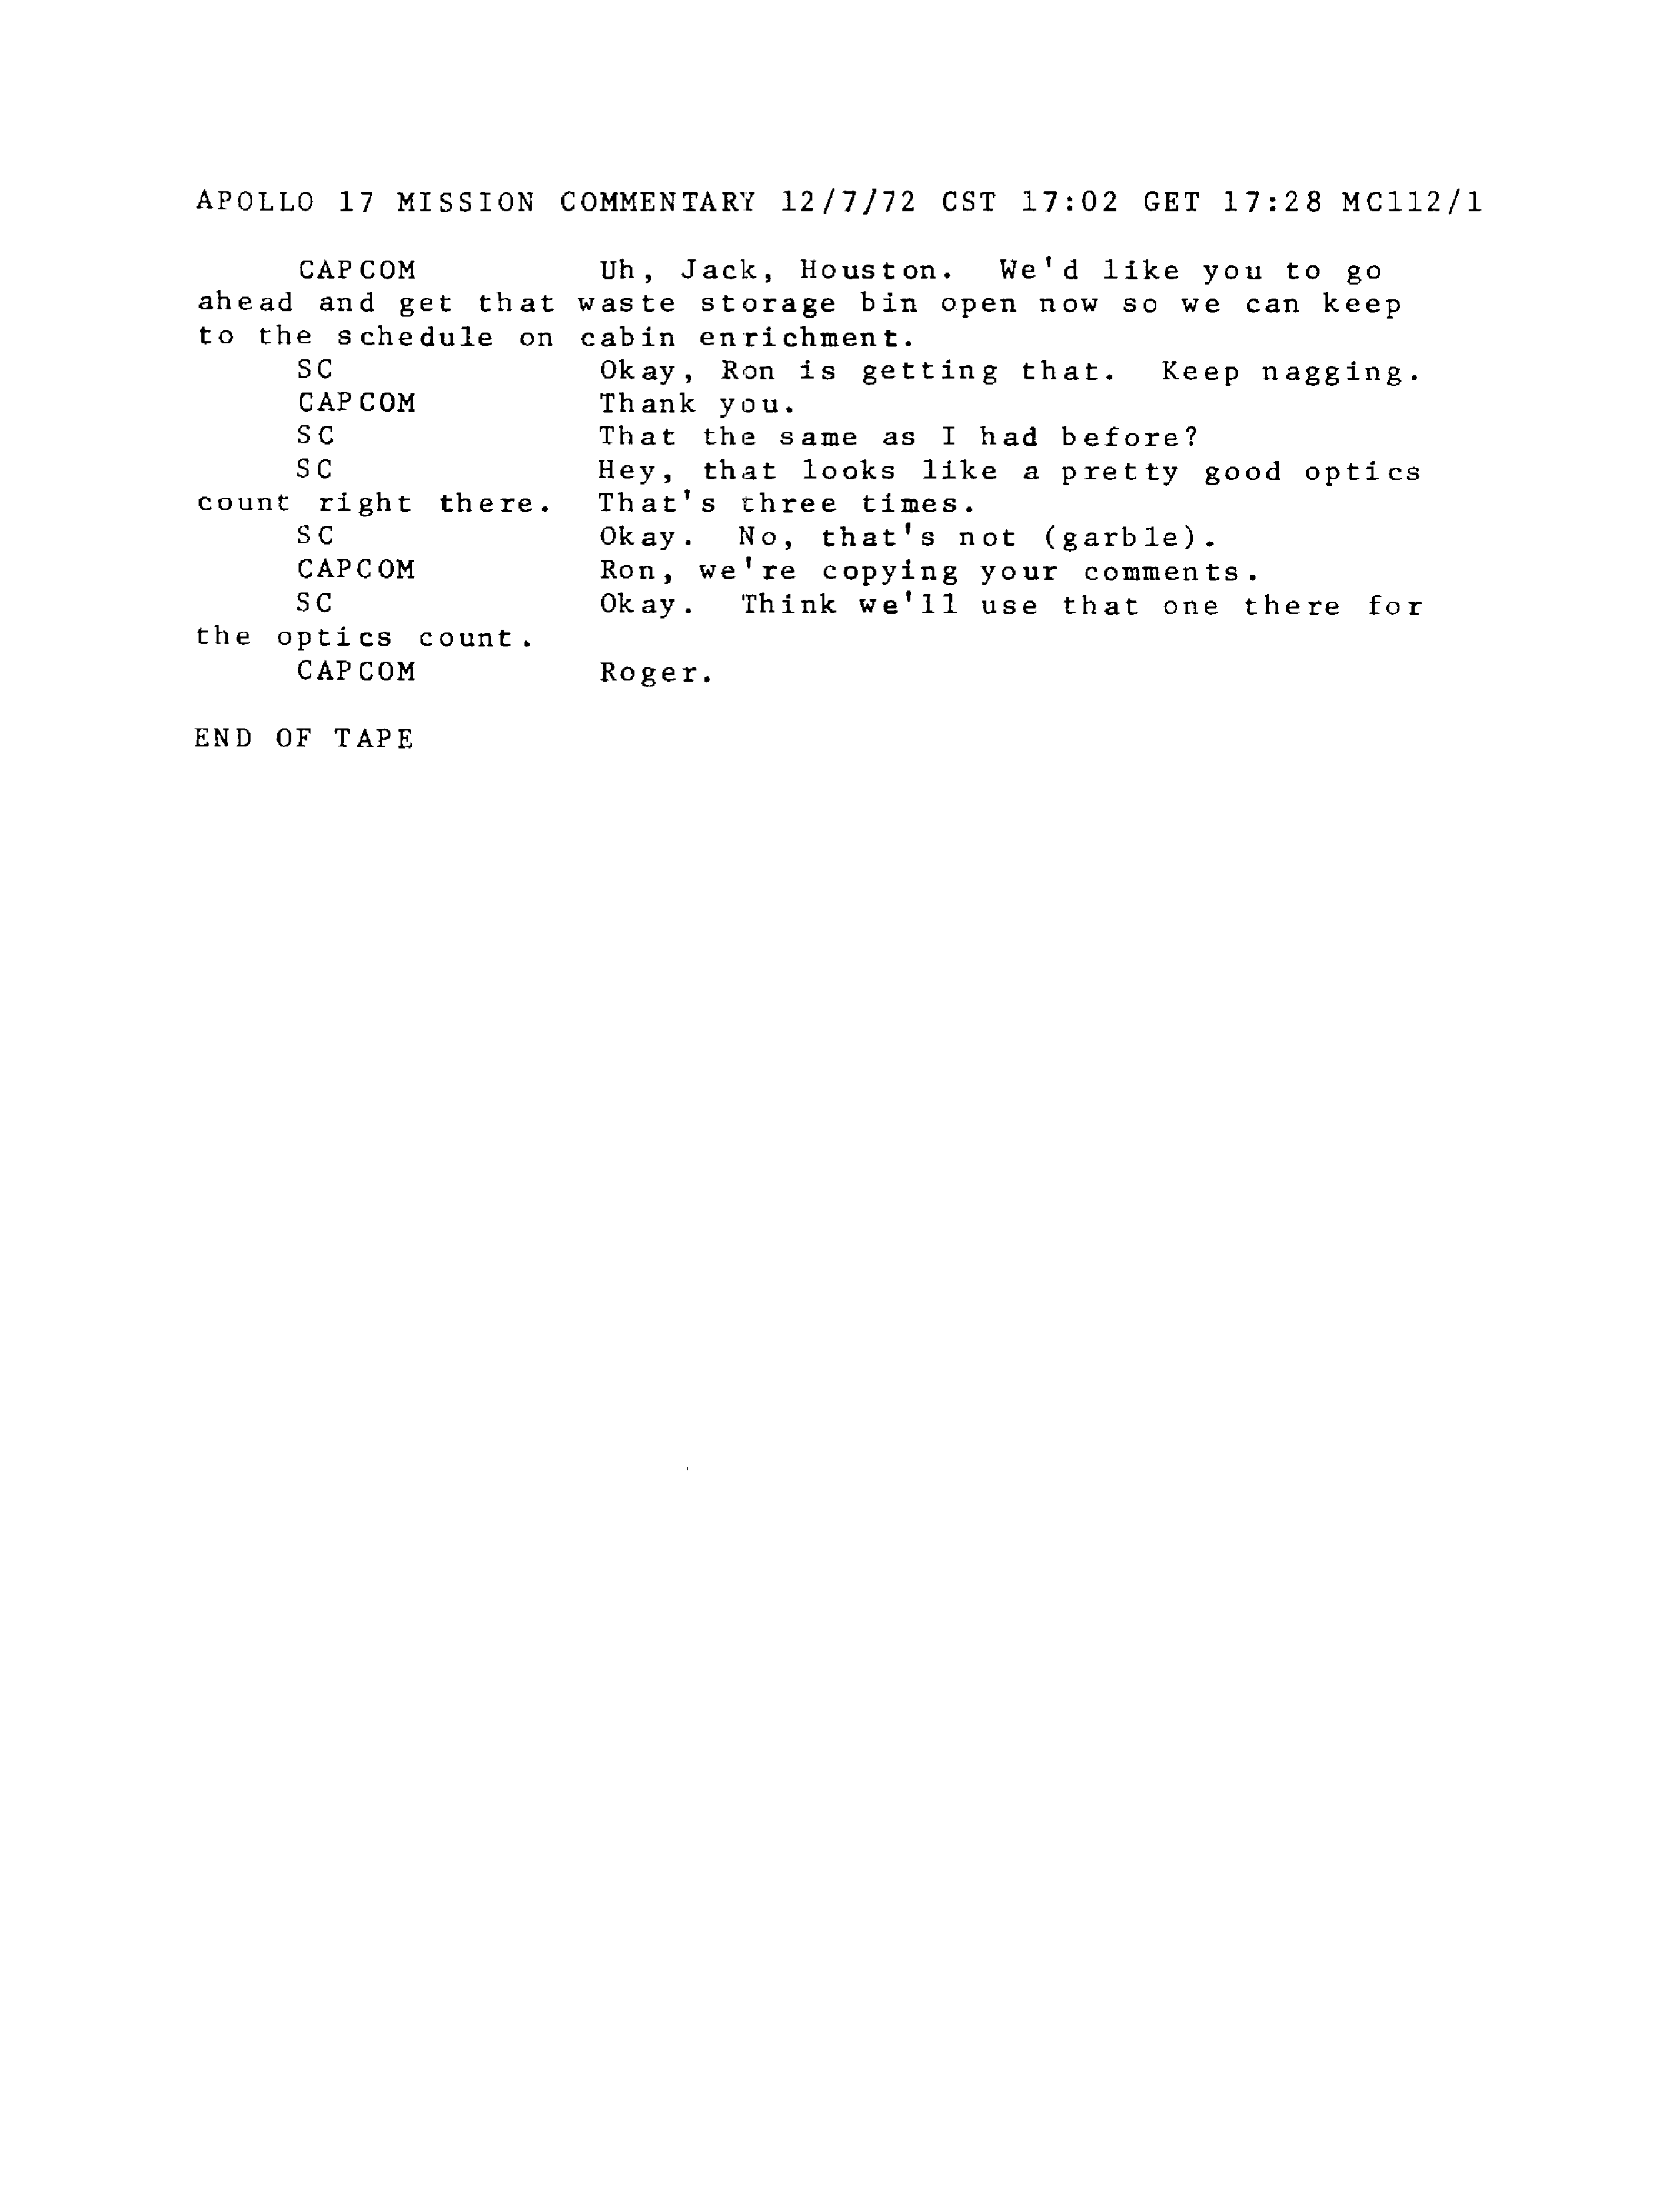 APOLLO 17 MISSION COMMENTARY 12/7/72 CST 17:02 GET 17:28 MC112/1
CAPCOM Uh, Jack, Houston. We'd like you to go
ahead and get that waste storage bin open now so we can keep
to the schedule on cabin enrichment.
SC Okay, Ron is getting that. Keep nagging.
CAPCOM Thank you.
SC That the same as I had before?
SC Hey, that looks like a pretty good optics
count right there. That's three times.
SC Okay. No, that's not (garble).
CAPCOM Ron, we're copying your comments.
SC Okay. Think we'll use that one there for
the optics count.
CAPCOM Roger.
END OF TAPE